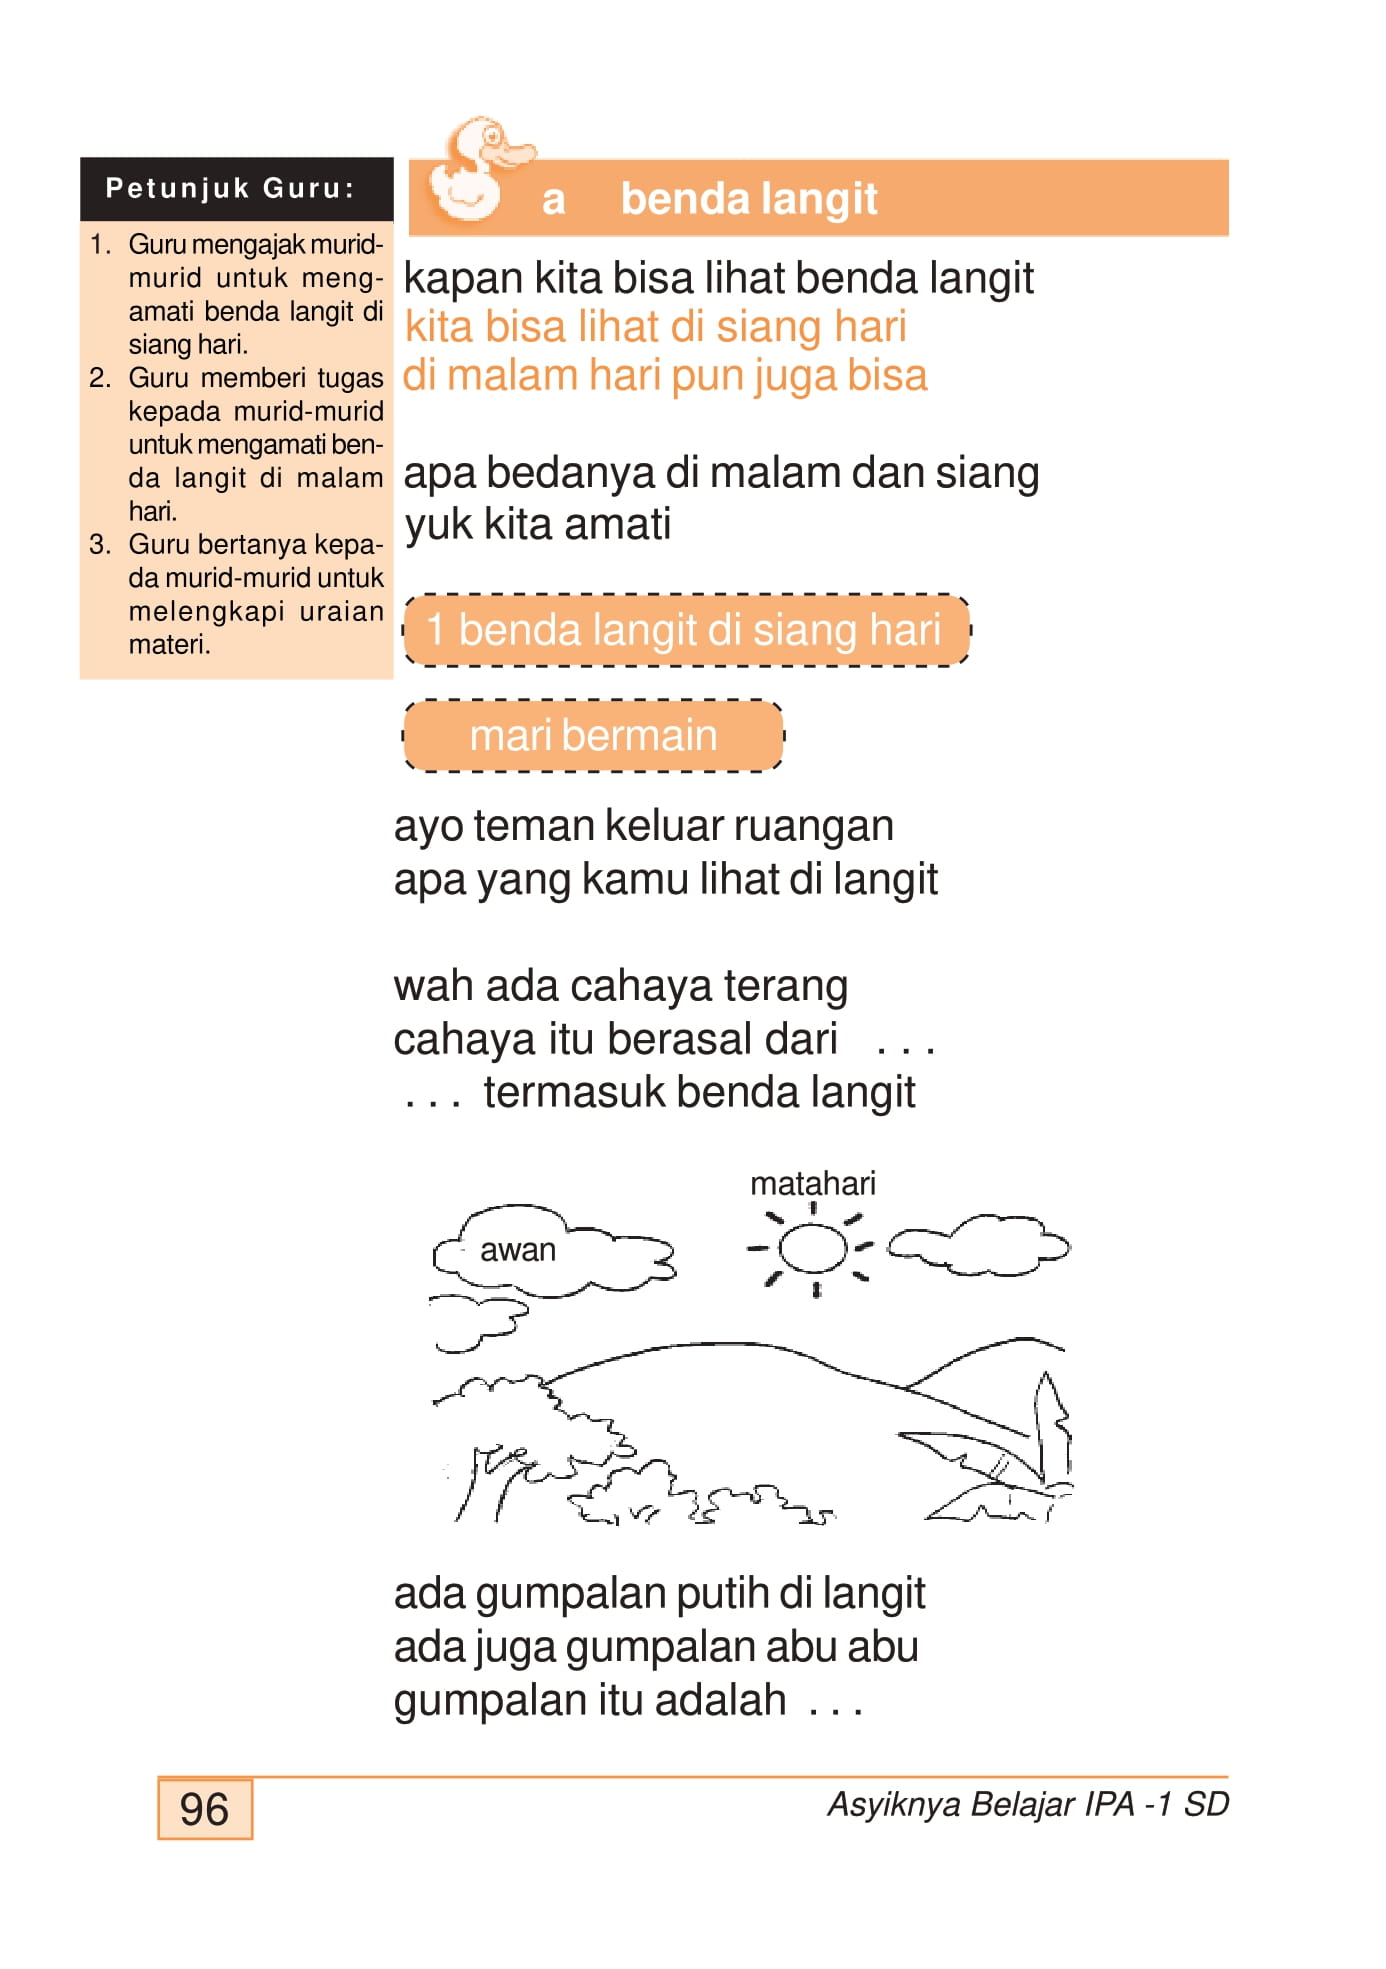 Petunjuk Guru:
1. Guru mengajak murid-
murid untuk meng-
amati benda langit di
siang hari.
2. Guru memberi tugas
kepada murid-murid
untuk mengamati ben-
da langit di malam
hari.
3. Guru bertanya kepa-
da murid-murid untuk
melengkapi uraian
materi.
a benda langit
kapan kita bisa lihat benda langit
kita bisa lihat di siang hari
di malam hari pun juga bisa
apa bedanya di malam dan siang
yuk kita amati
1 benda langit di siang hari
mari bermain
ayo teman keluar ruangan
apa yang kamu lihat di langit
wah ada cahaya terang
cahaya itu berasal dari . . .
. . . termasuk benda langit
matahari
awan
ada gumpalan putih di langit
ada juga gumpalan abu abu
gumpalan itu adalah . . .
96
Asyiknya Belajar IPA -1 SD